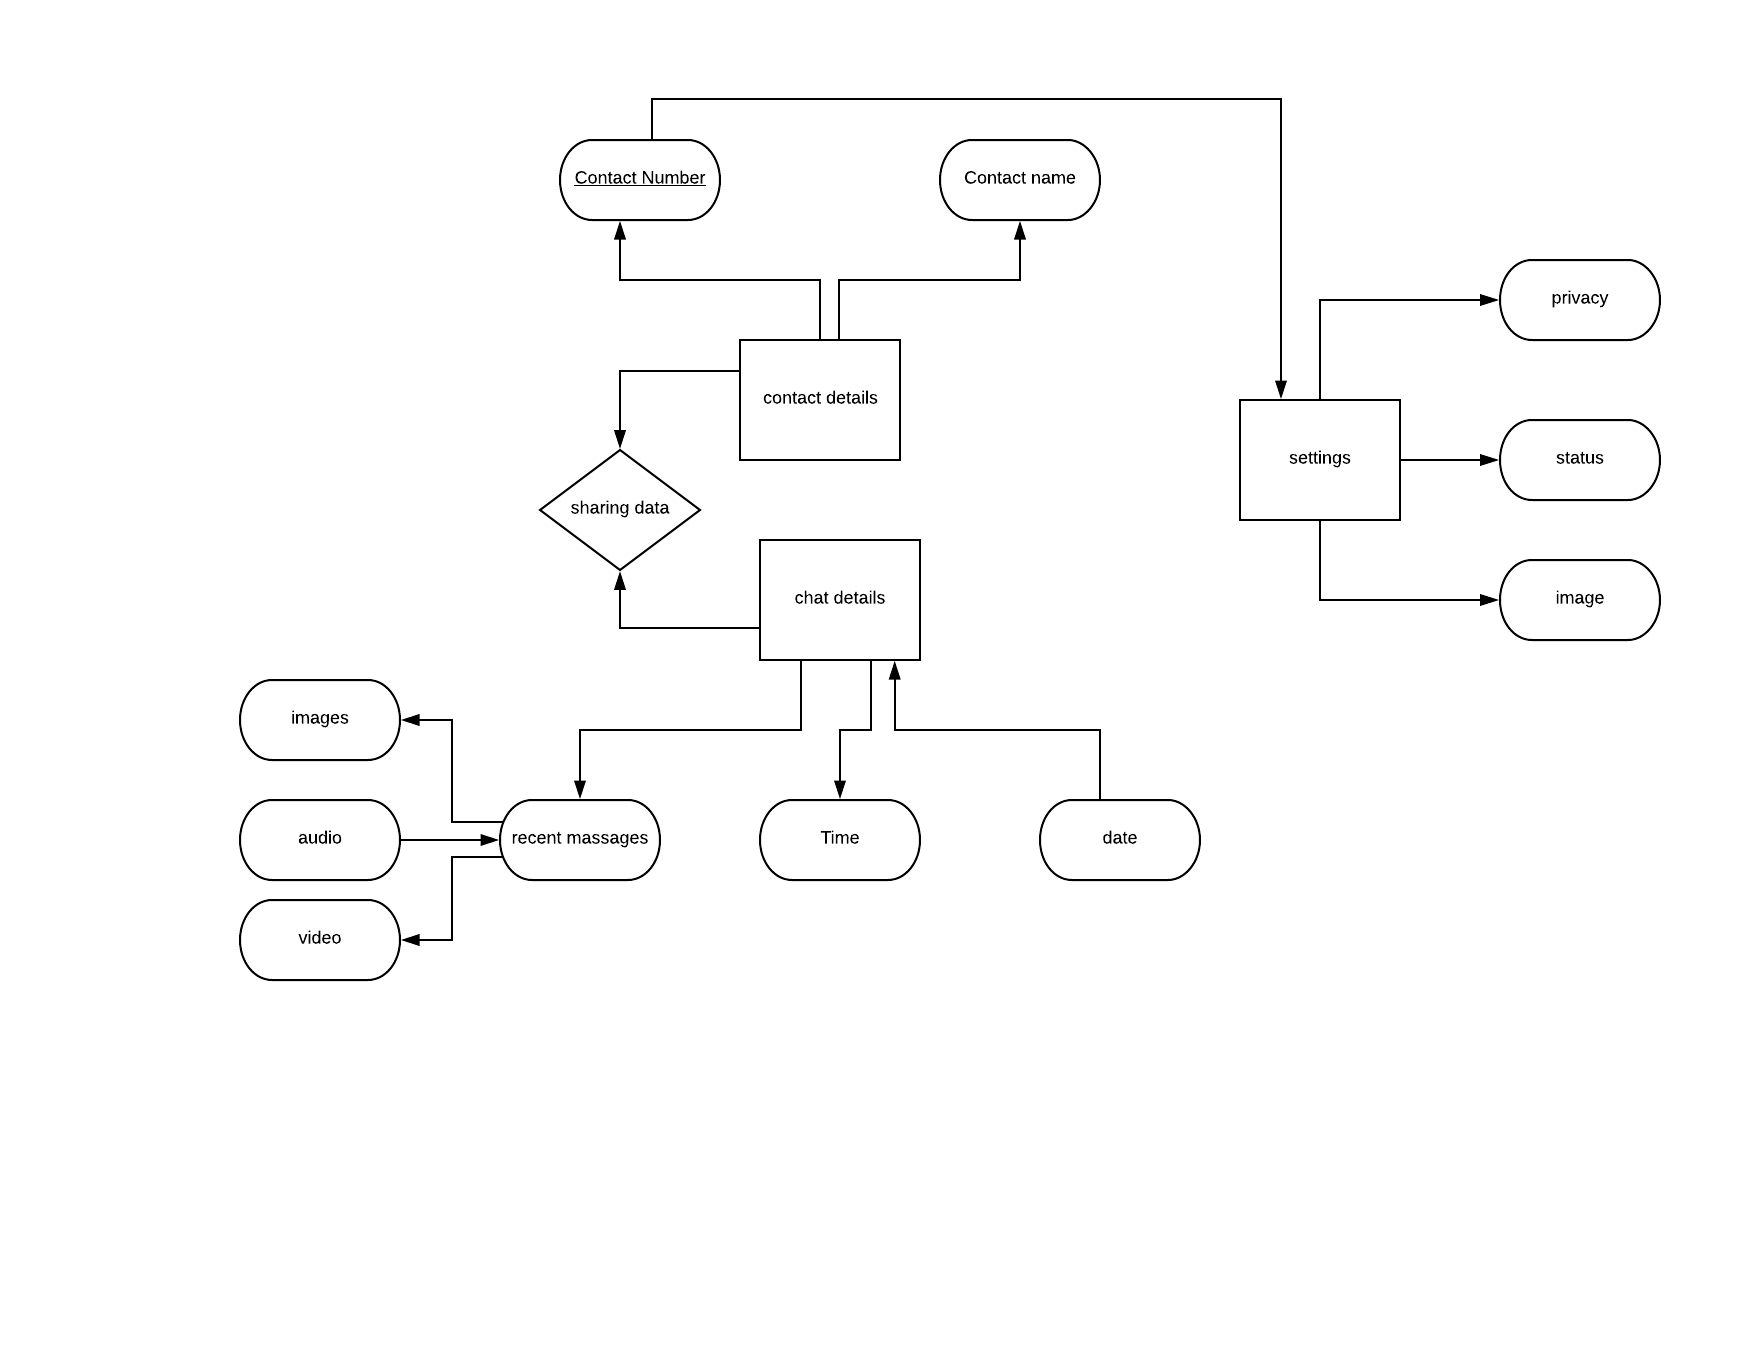 Contact Number
Contact name
privacy
contact details
settings
status
sharing data
chat details
image
images
audio
recent massages
Time
date
video